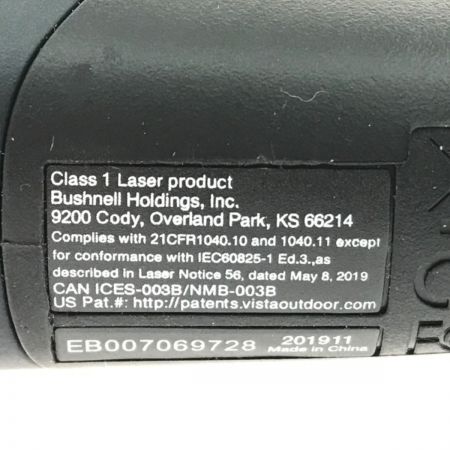 Class 1 Laser product
Bushnell Holdings, Inc.
9200 Cody, Overland Park, KS 66214
Complies with 21CFR1040.10 and 1040.11 except
for conformance with IEC60825-1 Ed.3.,as
described in Laser Notice 56, dated May 8, 2019
CAN ICES-003B/NMB-003B
US Pat.#: http://patents.vistaoutdoor.com
EB007069728 201911
Made in China